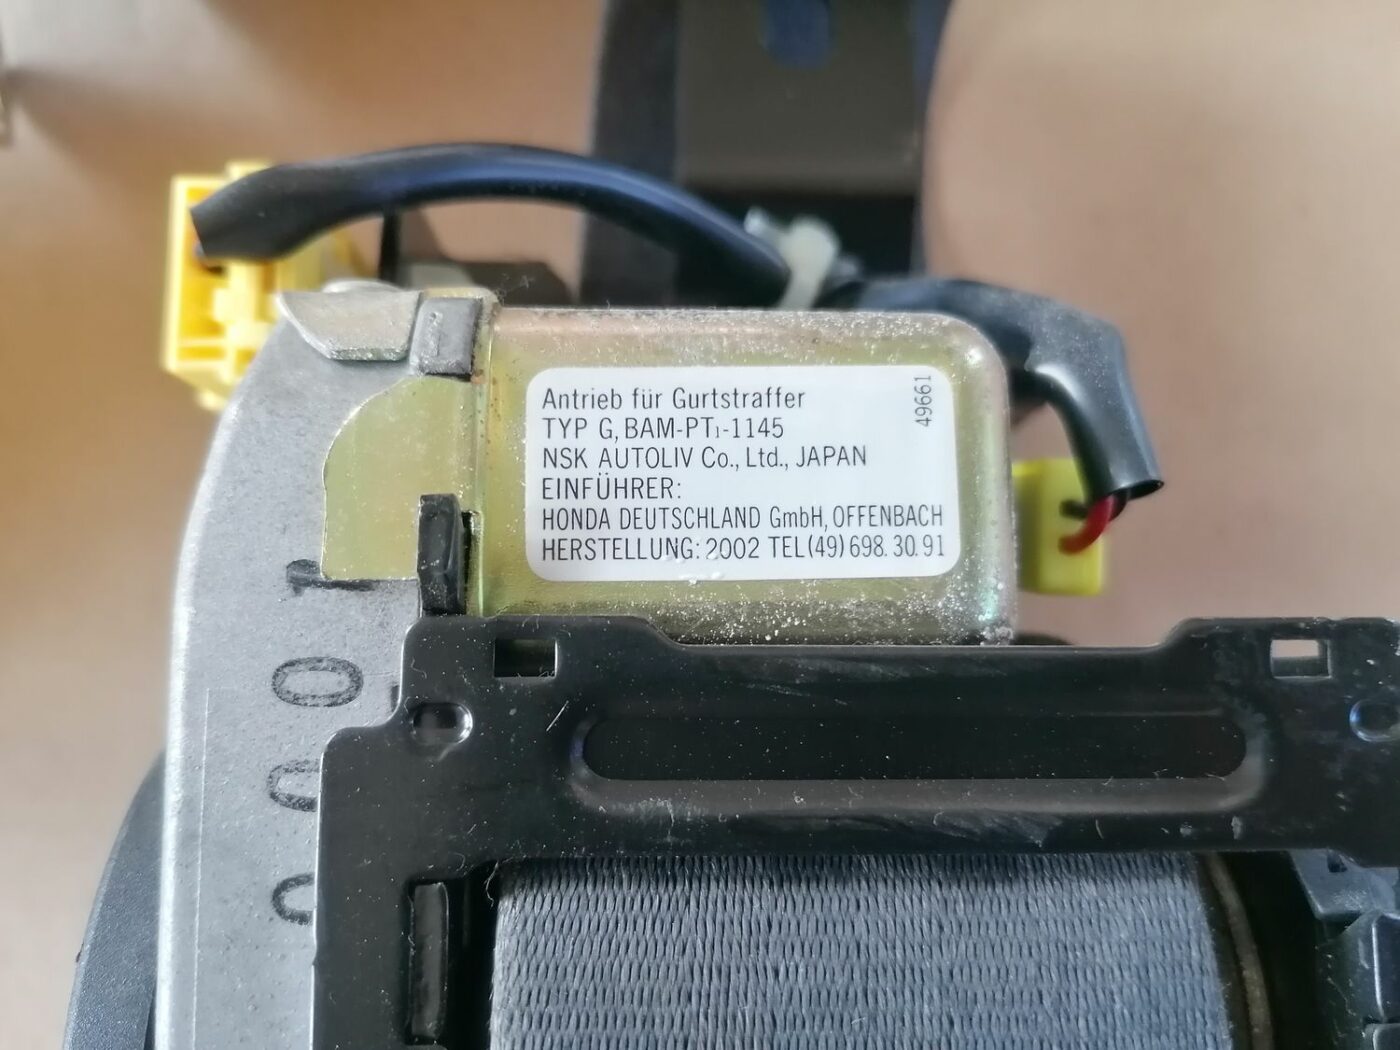 Antrieb für Gurtstraffer
TYP G, BAM-PT1-1145
NSK AUTOLIV Co., Ltd., JAPAN
EINFÜHRER:
HONDA DEUTSCHLAND GmbH, OFFENBACH
HERSTELLUNG: 2002 TEL(49) 698.30.91
49661